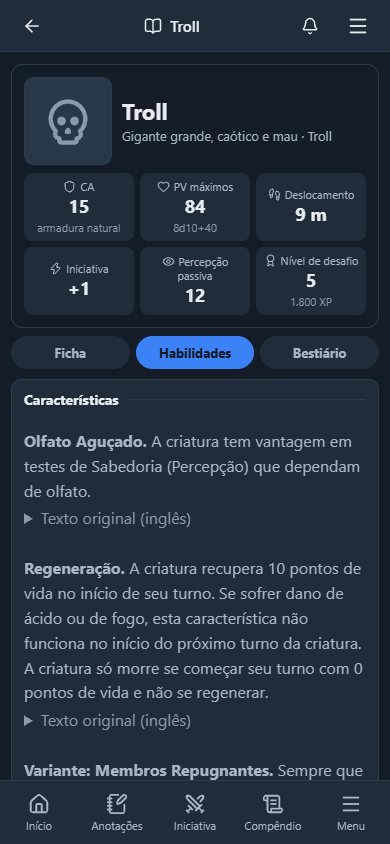 Troll
Troll
Gigante grande, caótico e mau · Troll
CA
15
armadura natural
PV máximos
84
8d10+40
Deslocamento
9 m
Iniciativa
+1
Percepção
passiva
12
Nível de desafio
5
1.800 XP
Ficha
Habilidades
Bestiário
Características
Olfato Aguçado. A criatura tem vantagem em
testes de Sabedoria (Percepção) que dependam
de olfato.
Texto original (inglês)
Regeneração. A criatura recupera 10 pontos de
vida no início de seu turno. Se sofrer dano de
ácido ou de fogo, esta característica não
funciona no início do próximo turno da criatura.
A criatura só morre se começar seu turno com 0
pontos de vida e não se regenerar.
Texto original (inglês)
Variante: Membros Repugnantes. Sempre que
Início
Anotações
Iniciativa
Compêndio
Menu